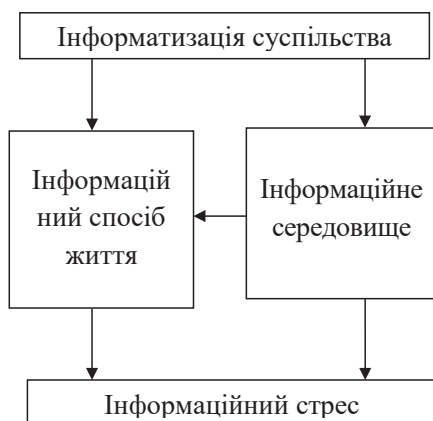 Інформатизація суспільства
Інформацій
ний спосіб
життя
Інформаційне
середовище
Інформаційний стрес